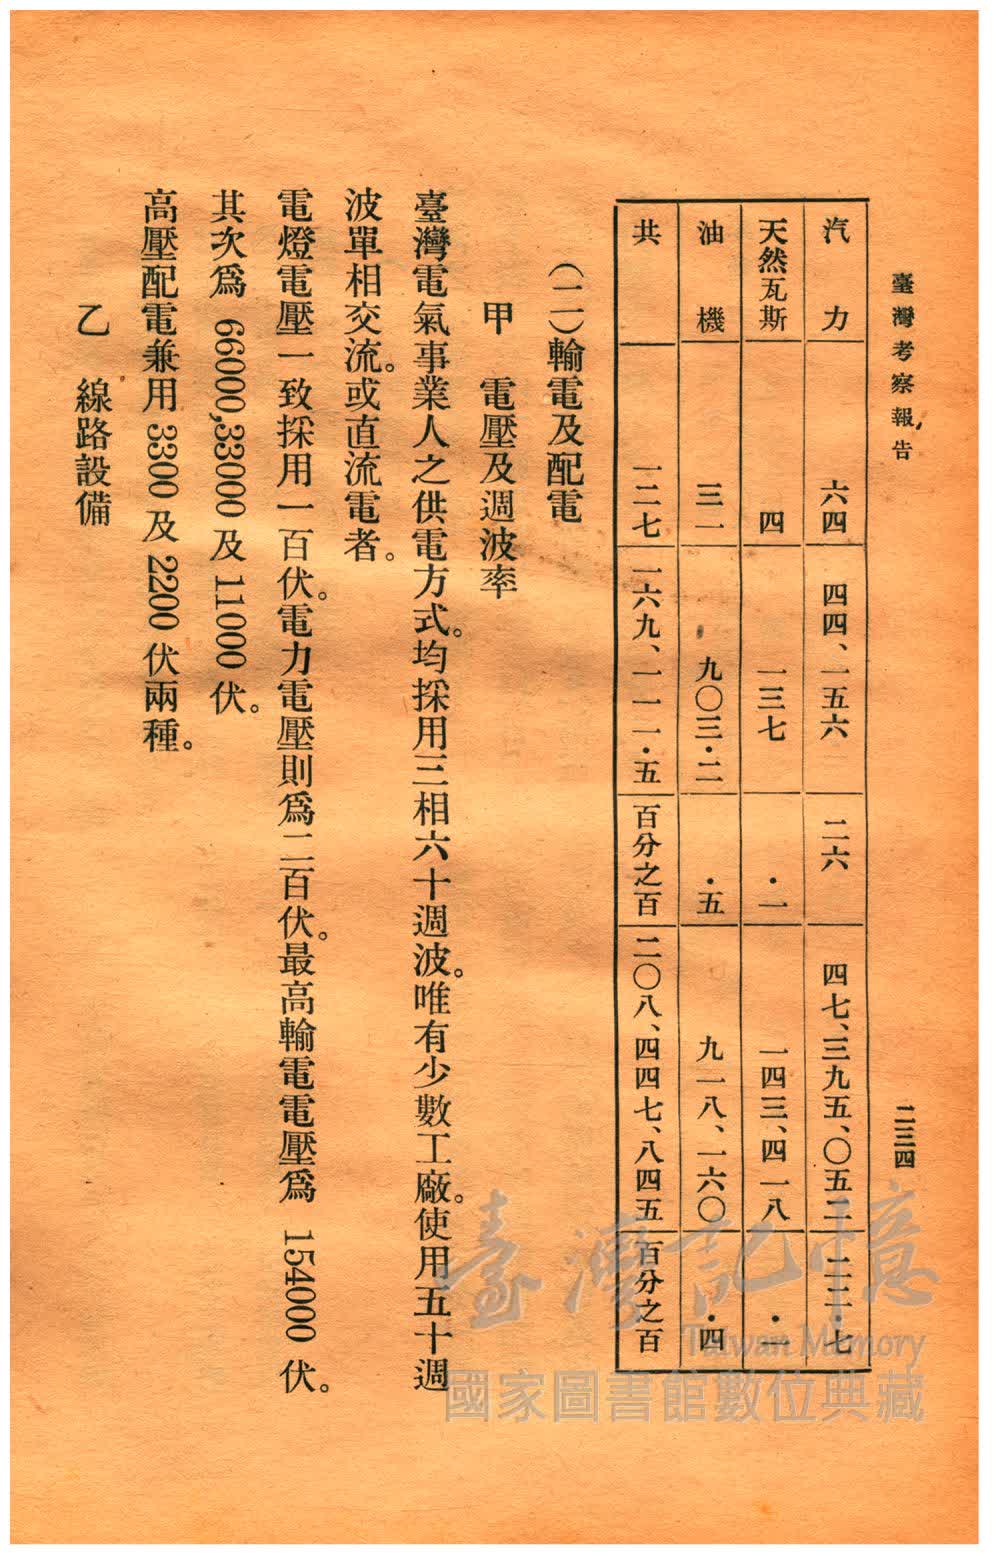 臺灣考察報告
二三四
汽力 六四 四四、一五六 二六 四七、三九五、〇五二 二二・七
天然瓦斯 四 一三七 ・一 一四三、四一八 ・一
油機 三一 九〇三・二 ・五 九一八、一六〇 ・四
共 一二七 一六九、一一一・五 百分之百 二〇八、四四七、八四五 百分之百
(二)輸電及配電
甲 電壓及週波率
臺灣電氣事業人之供電方式。均採用三相六十週波。唯有少數工廠。使用五十週
波單相交流。或直流電者。
電燈電壓一致採用一百伏。電力電壓則爲二百伏。最高輸電電壓爲 154000 伏。
其次爲 66000,33000 及 11000 伏。
高壓配電兼用 3300 及 2200 伏兩種。
乙 線路設備
臺灣記憶
Taiwan Memory
國家圖書館數位典藏